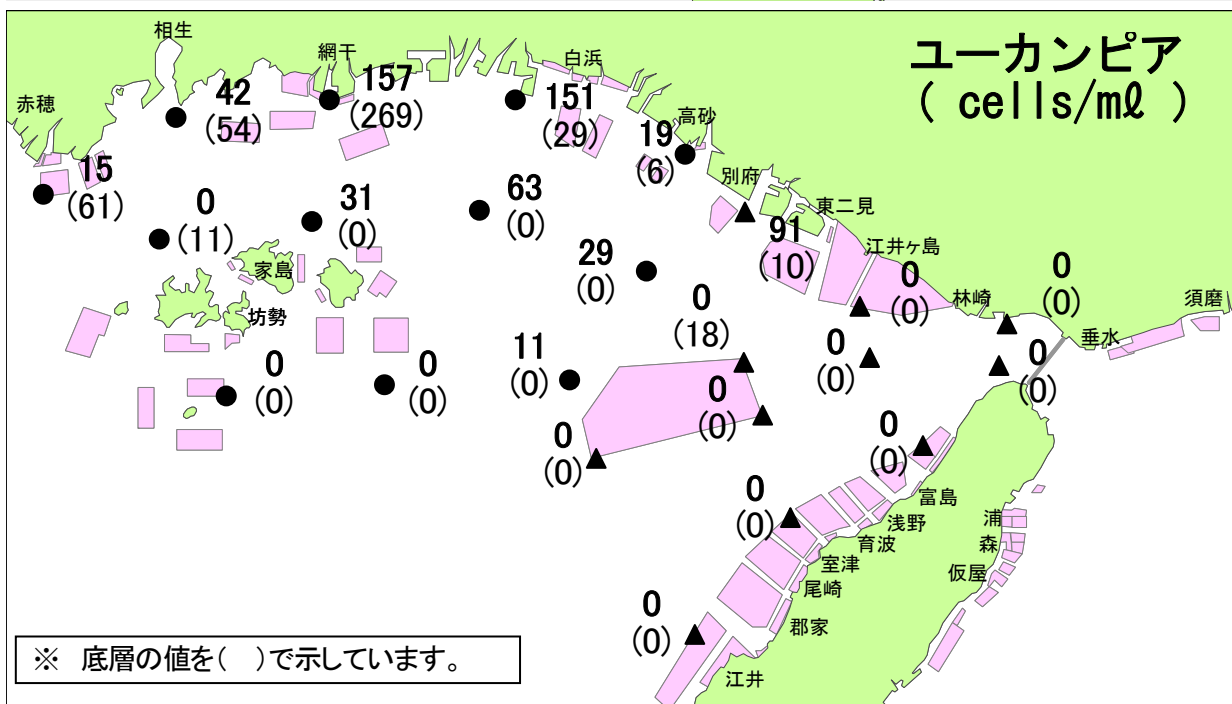 ユーカンピア
( cells/mℓ )
相生
赤穂
網干
白浜
高砂
別府
東二見
江井ヶ島
林崎
垂水
須磨
家島
坊勢
富島
浅野
育波
室津
尾崎
郡家
江井
浦
森
仮屋
42
(54)
157
(269)
151
(29)
19
(6)
15
(61)
0
(11)
31
(0)
63
(0)
29
(0)
91
(10)
0
(0)
0
(0)
0
(18)
0
(0)
0
(0)
11
(0)
0
(0)
0
(0)
0
(0)
0
(0)
0
(0)
0
(0)
0
(0)
※ 底層の値を( )で示しています。